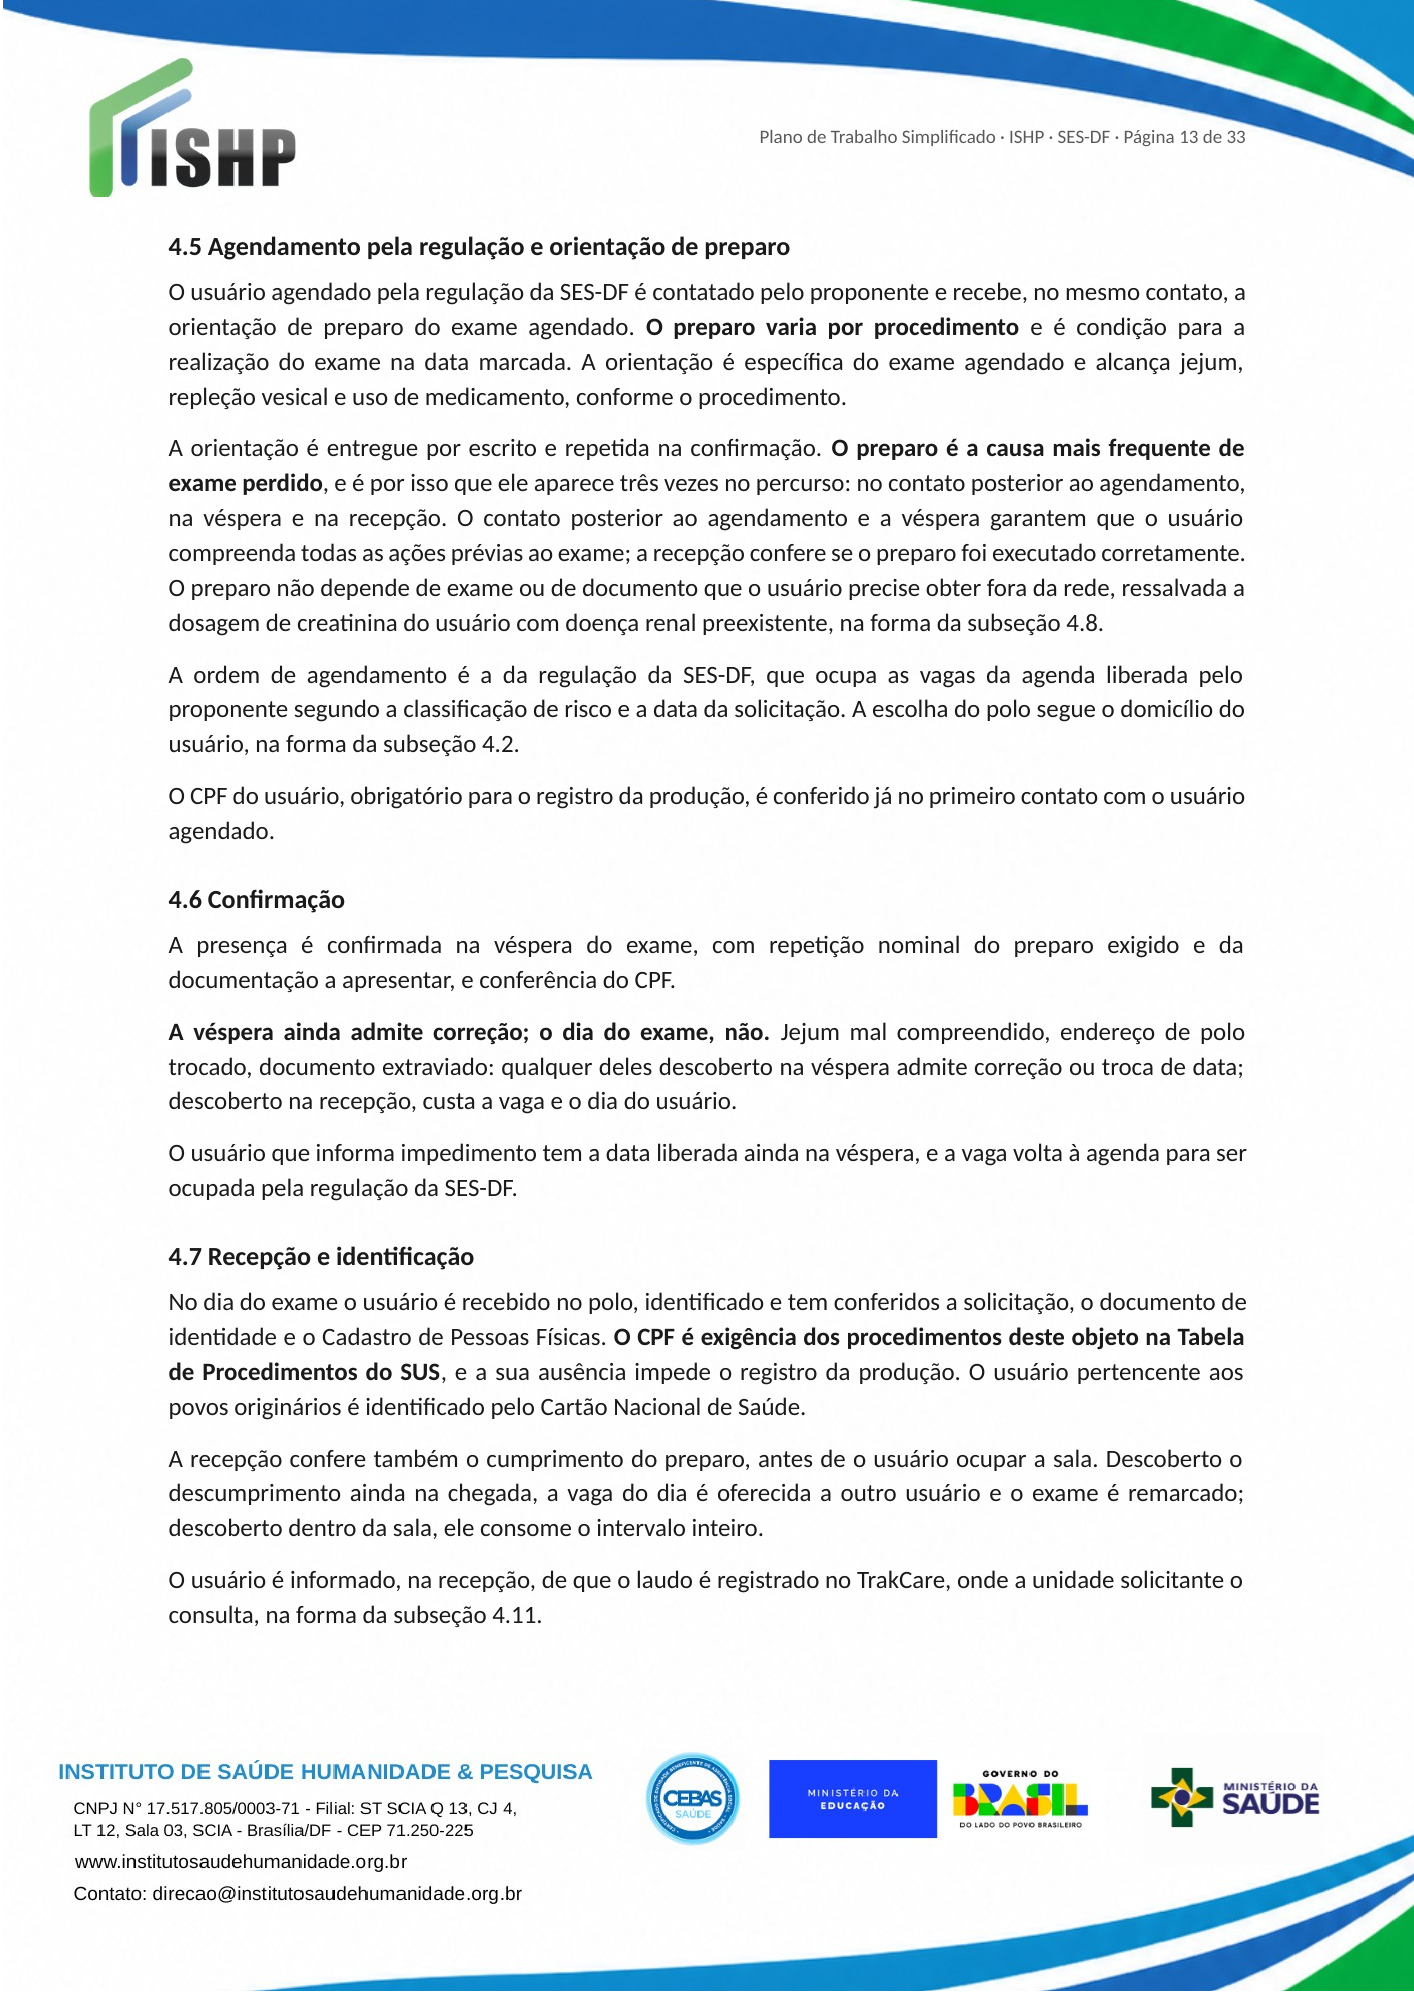 ISHP
Plano de Trabalho Simplificado · ISHP · SES-DF · Página 13 de 33
4.5 Agendamento pela regulação e orientação de preparo
O usuário agendado pela regulação da SES-DF é contatado pelo proponente e recebe, no mesmo contato, a
orientação de preparo do exame agendado. O preparo varia por procedimento e é condição para a
realização do exame na data marcada. A orientação é específica do exame agendado e alcança jejum,
repleção vesical e uso de medicamento, conforme o procedimento.
A orientação é entregue por escrito e repetida na confirmação. O preparo é a causa mais frequente de
exame perdido, e é por isso que ele aparece três vezes no percurso: no contato posterior ao agendamento,
na véspera e na recepção. O contato posterior ao agendamento e a véspera garantem que o usuário
compreenda todas as ações prévias ao exame; a recepção confere se o preparo foi executado corretamente.
O preparo não depende de exame ou de documento que o usuário precise obter fora da rede, ressalvada a
dosagem de creatinina do usuário com doença renal preexistente, na forma da subseção 4.8.
A ordem de agendamento é a da regulação da SES-DF, que ocupa as vagas da agenda liberada pelo
proponente segundo a classificação de risco e a data da solicitação. A escolha do polo segue o domicílio do
usuário, na forma da subseção 4.2.
O CPF do usuário, obrigatório para o registro da produção, é conferido já no primeiro contato com o usuário
agendado.
4.6 Confirmação
A presença é confirmada na véspera do exame, com repetição nominal do preparo exigido e da
documentação a apresentar, e conferência do CPF.
A véspera ainda admite correção; o dia do exame, não. Jejum mal compreendido, endereço de polo
trocado, documento extraviado: qualquer deles descoberto na véspera admite correção ou troca de data;
descoberto na recepção, custa a vaga e o dia do usuário.
O usuário que informa impedimento tem a data liberada ainda na véspera, e a vaga volta à agenda para ser
ocupada pela regulação da SES-DF.
4.7 Recepção e identificação
No dia do exame o usuário é recebido no polo, identificado e tem conferidos a solicitação, o documento de
identidade e o Cadastro de Pessoas Físicas. O CPF é exigência dos procedimentos deste objeto na Tabela
de Procedimentos do SUS, e a sua ausência impede o registro da produção. O usuário pertencente aos
povos originários é identificado pelo Cartão Nacional de Saúde.
A recepção confere também o cumprimento do preparo, antes de o usuário ocupar a sala. Descoberto o
descumprimento ainda na chegada, a vaga do dia é oferecida a outro usuário e o exame é remarcado;
descoberto dentro da sala, ele consome o intervalo inteiro.
O usuário é informado, na recepção, de que o laudo é registrado no TrakCare, onde a unidade solicitante o
consulta, na forma da subseção 4.11.
INSTITUTO DE SAÚDE HUMANIDADE & PESQUISA
CNPJ N° 17.517.805/0003-71 - Filial: ST SCIA Q 13, CJ 4,
LT 12, Sala 03, SCIA - Brasília/DF - CEP 71.250-225
www.institutosaudehumanidade.org.br
Contato: direcao@institutosaudehumanidade.org.br
CEBAS
SAÚDE
MINISTÉRIO DA
EDUCAÇÃO
GOVERNO DO
BRASIL
DO LADO DO POVO BRASILEIRO
MINISTÉRIO DA
SAÚDE